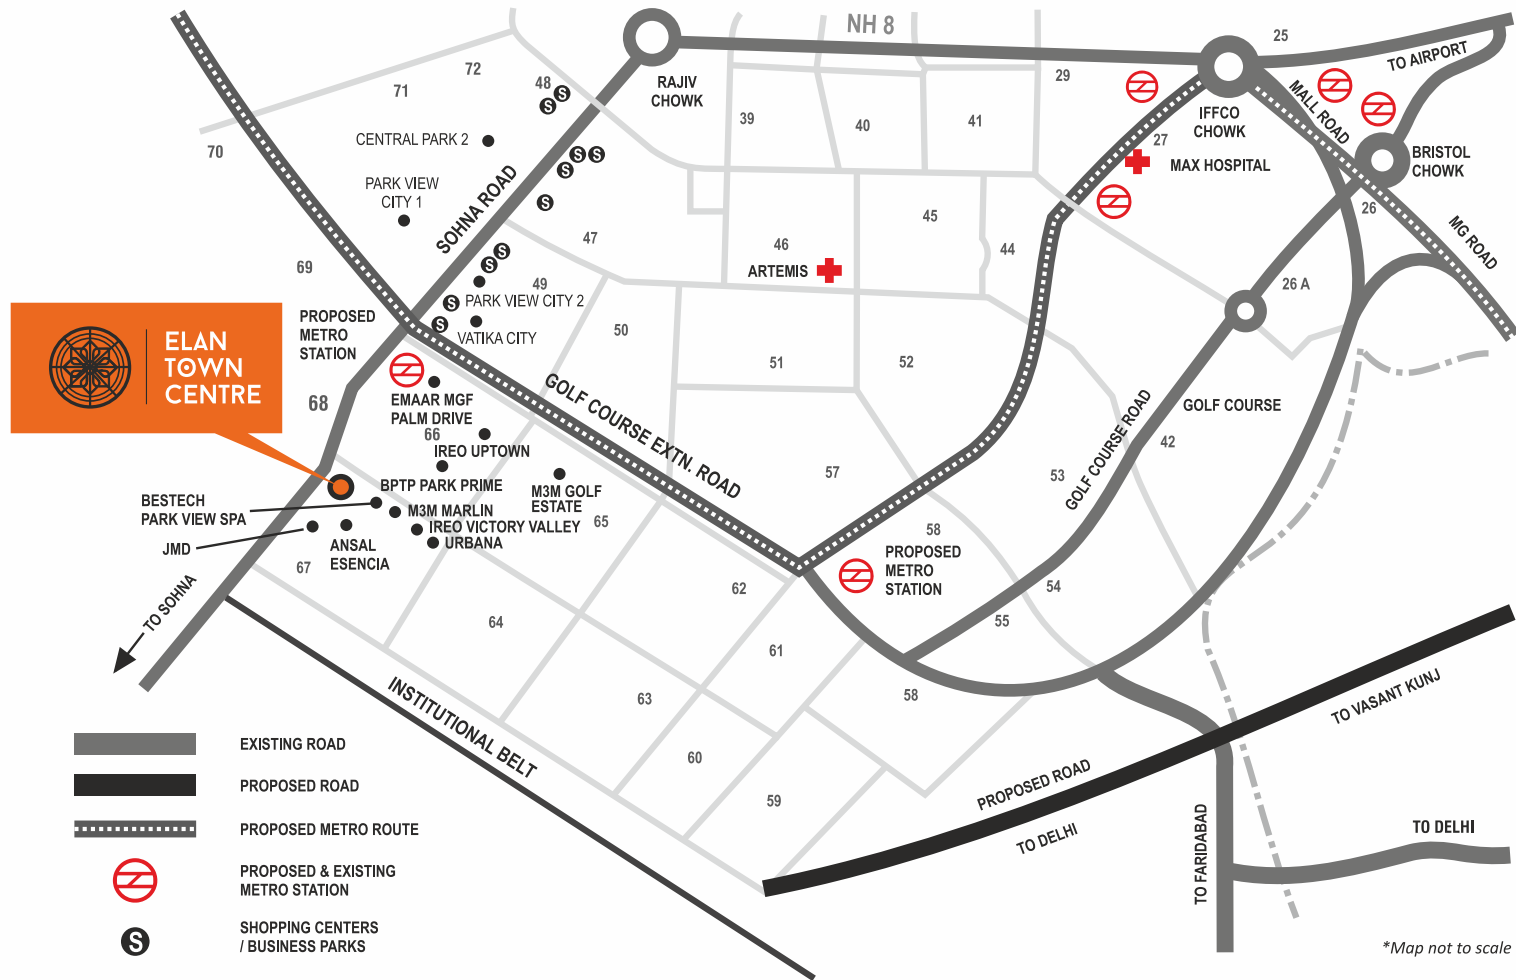 NH 8
25
TO AIRPORT
72
71
48
RAJIV
CHOWK
29
IFFCO
CHOWK
MALL ROAD
39
40
41
27
BRISTOL
CHOWK
70
CENTRAL PARK 2
MAX HOSPITAL
PARK VIEW
CITY 1
SOHNA ROAD
47
46
45
44
26
MG ROAD
69
ARTEMIS
49
26 A
PARK VIEW CITY 2
VATIKA CITY
PROPOSED
METRO
STATION
ELAN
TOWN
CENTRE
50
51
52
68
EMAAR MGF
PALM DRIVE
66
IREO UPTOWN
GOLF COURSE EXTN. ROAD
GOLF COURSE
GOLF COURSE ROAD
42
57
53
BPTP PARK PRIME
M3M GOLF
ESTATE
BESTECH
PARK VIEW SPA
M3M MARLIN
IREO VICTORY VALLEY
URBANA
65
58
JMD
ANSAL
ESENCIA
67
PROPOSED
METRO
STATION
62
54
55
TO SOHNA
64
61
63
58
INSTITUTIONAL BELT
60
59
TO VASANT KUNJ
PROPOSED ROAD
TO DELHI
TO FARIDABAD
TO DELHI
EXISTING ROAD
PROPOSED ROAD
PROPOSED METRO ROUTE
PROPOSED & EXISTING
METRO STATION
S
SHOPPING CENTERS
/ BUSINESS PARKS
*Map not to scale